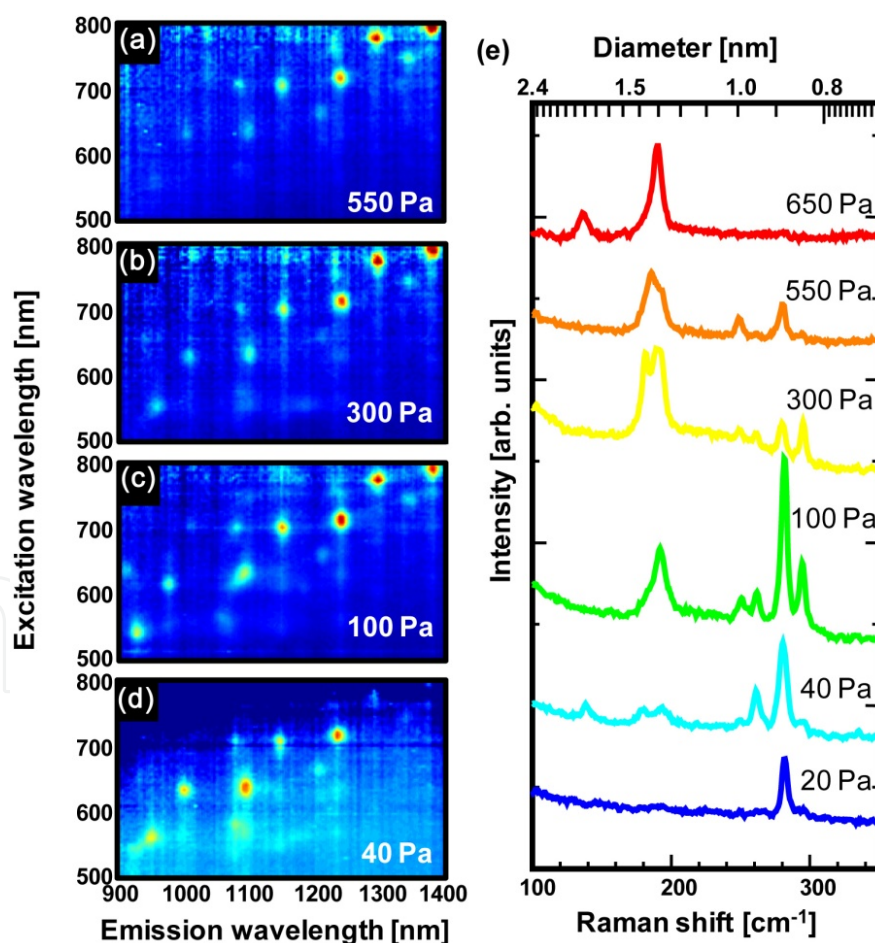 Excitation wavelength [nm]
800
(a)
700
600
500
550 Pa
800
(b)
700
600
500
300 Pa
800
(c)
700
600
500
100 Pa
800
(d)
700
600
500
40 Pa
900 1000 1100 1200 1300 1400
Emission wavelength [nm]
(e)
Diameter [nm]
2.4 1.5 1.0 0.8
Intensity [arb. units]
650 Pa
550 Pa
300 Pa
100 Pa
40 Pa
20 Pa
100 200 300
Raman shift [cm⁻¹]